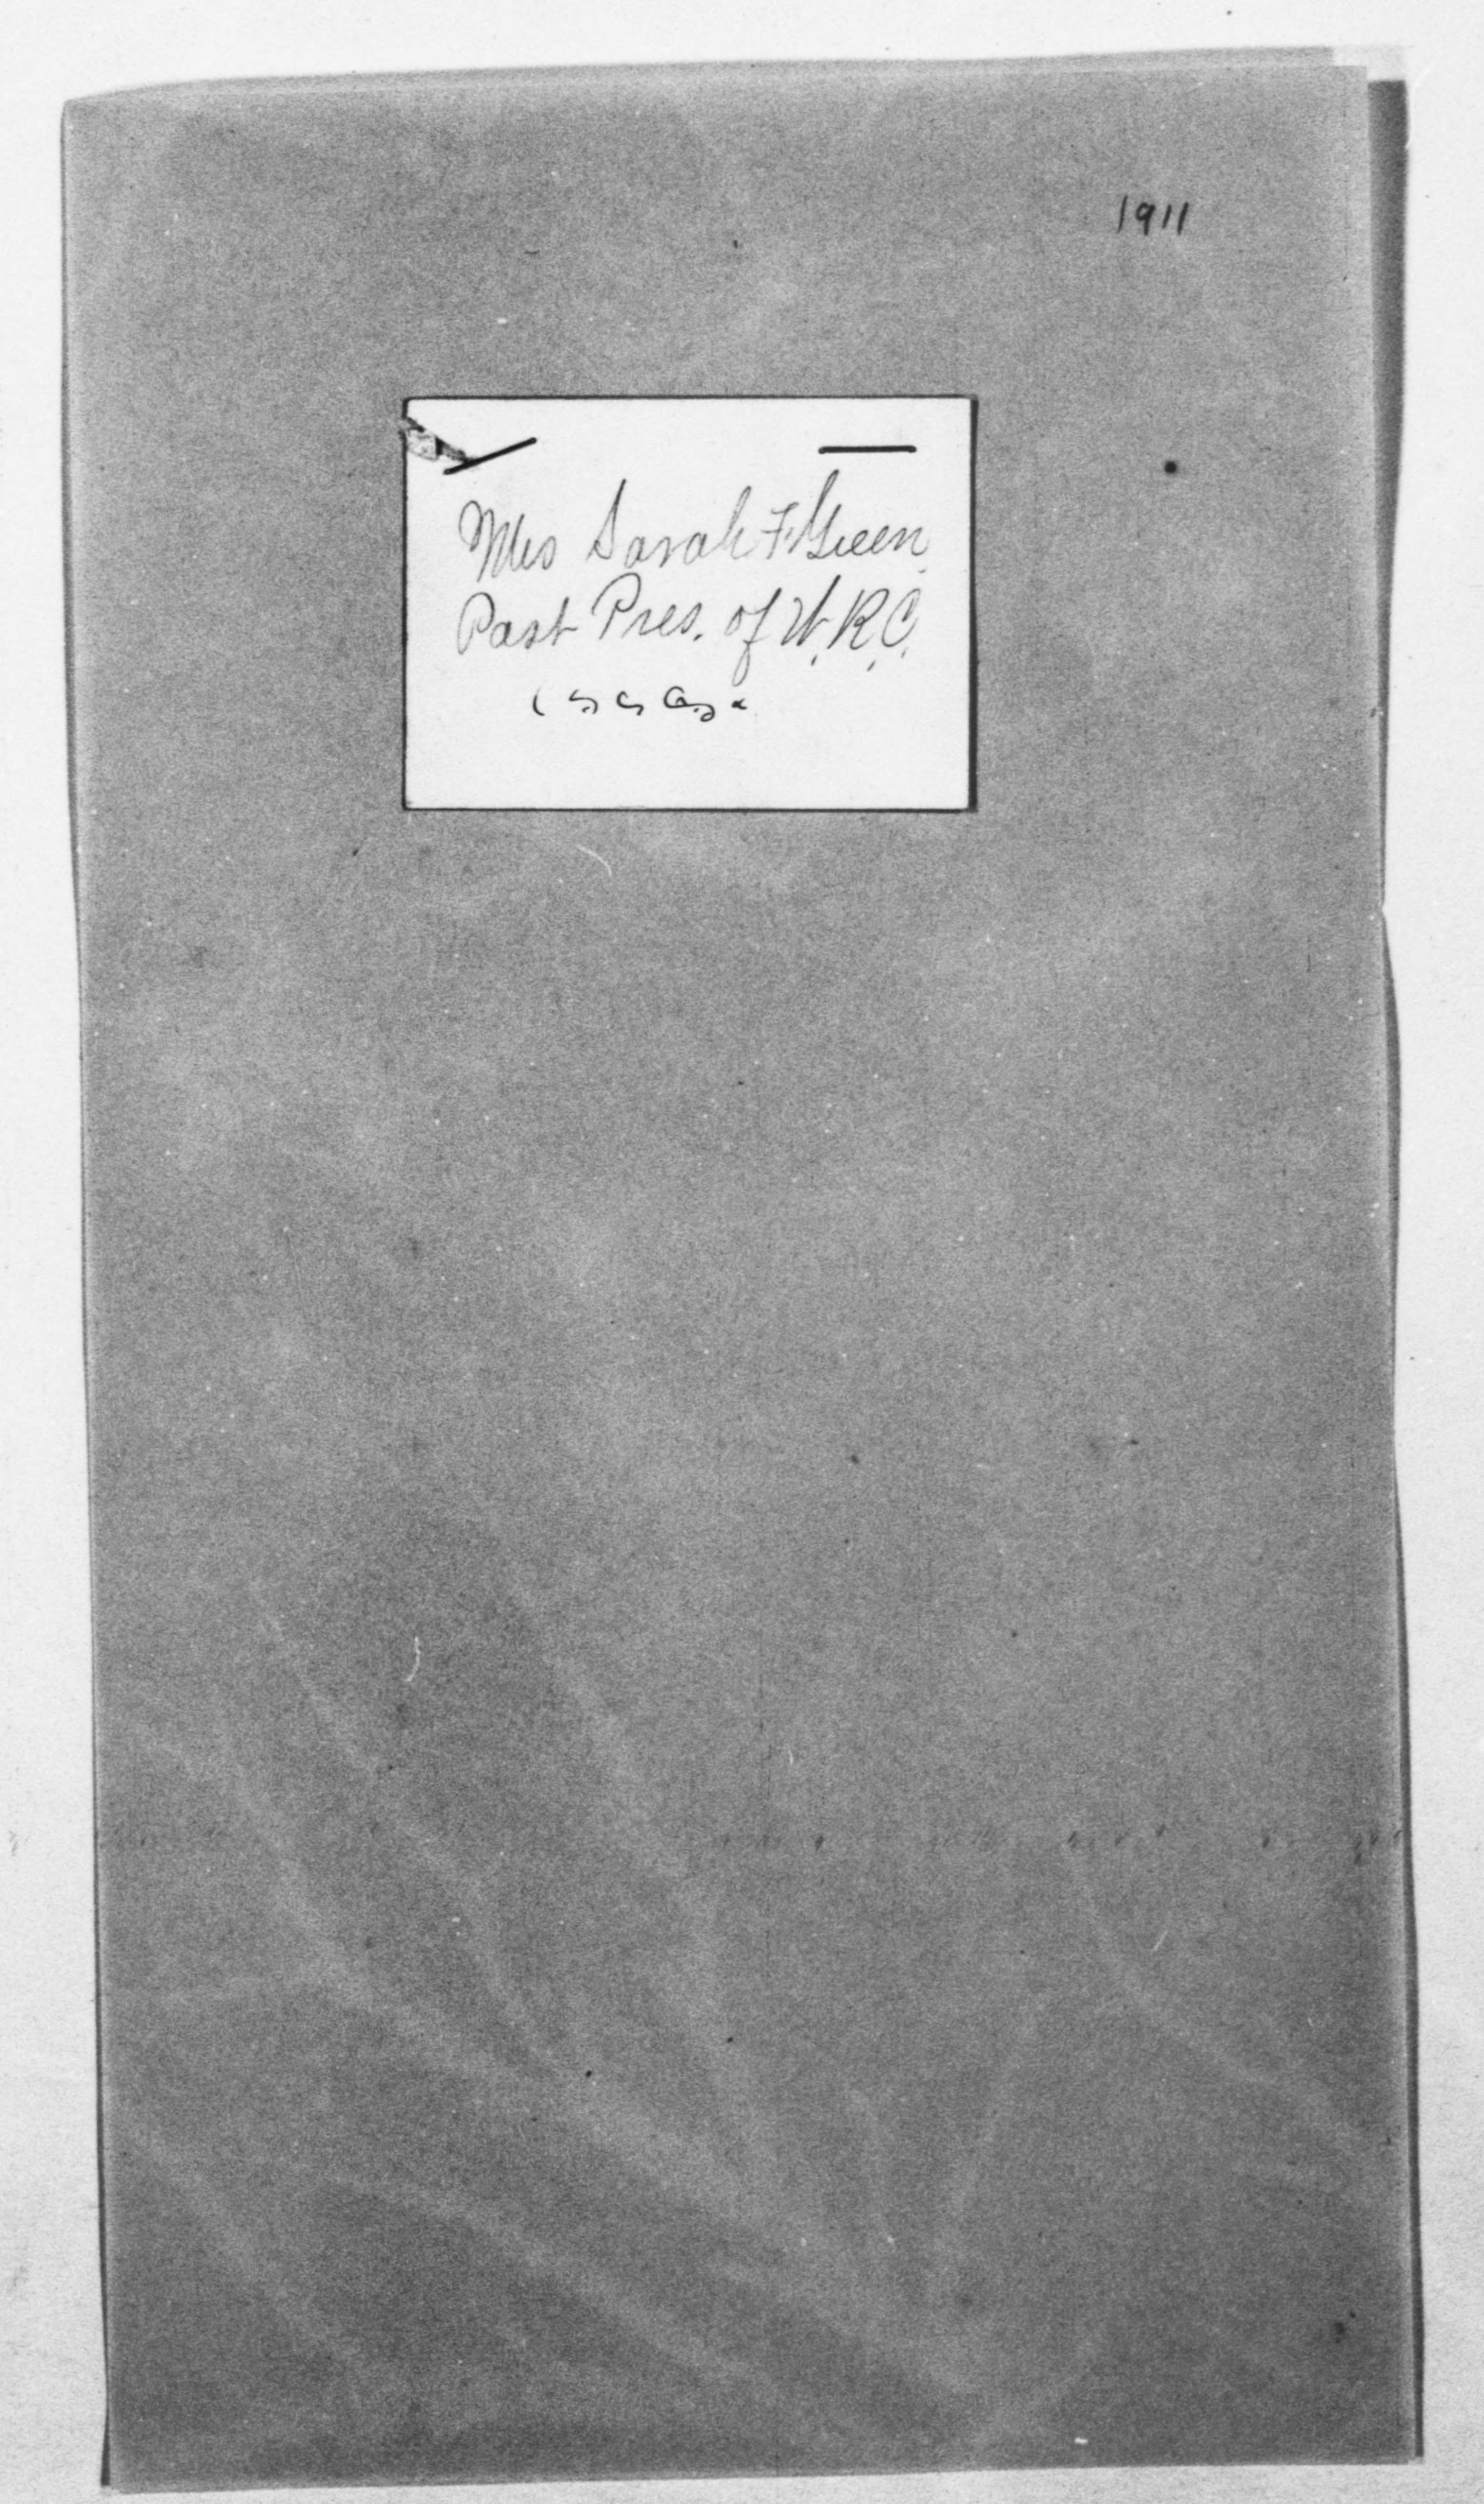 1911
Mrs Sarah F. Green
Past Pres. of W.R.C.